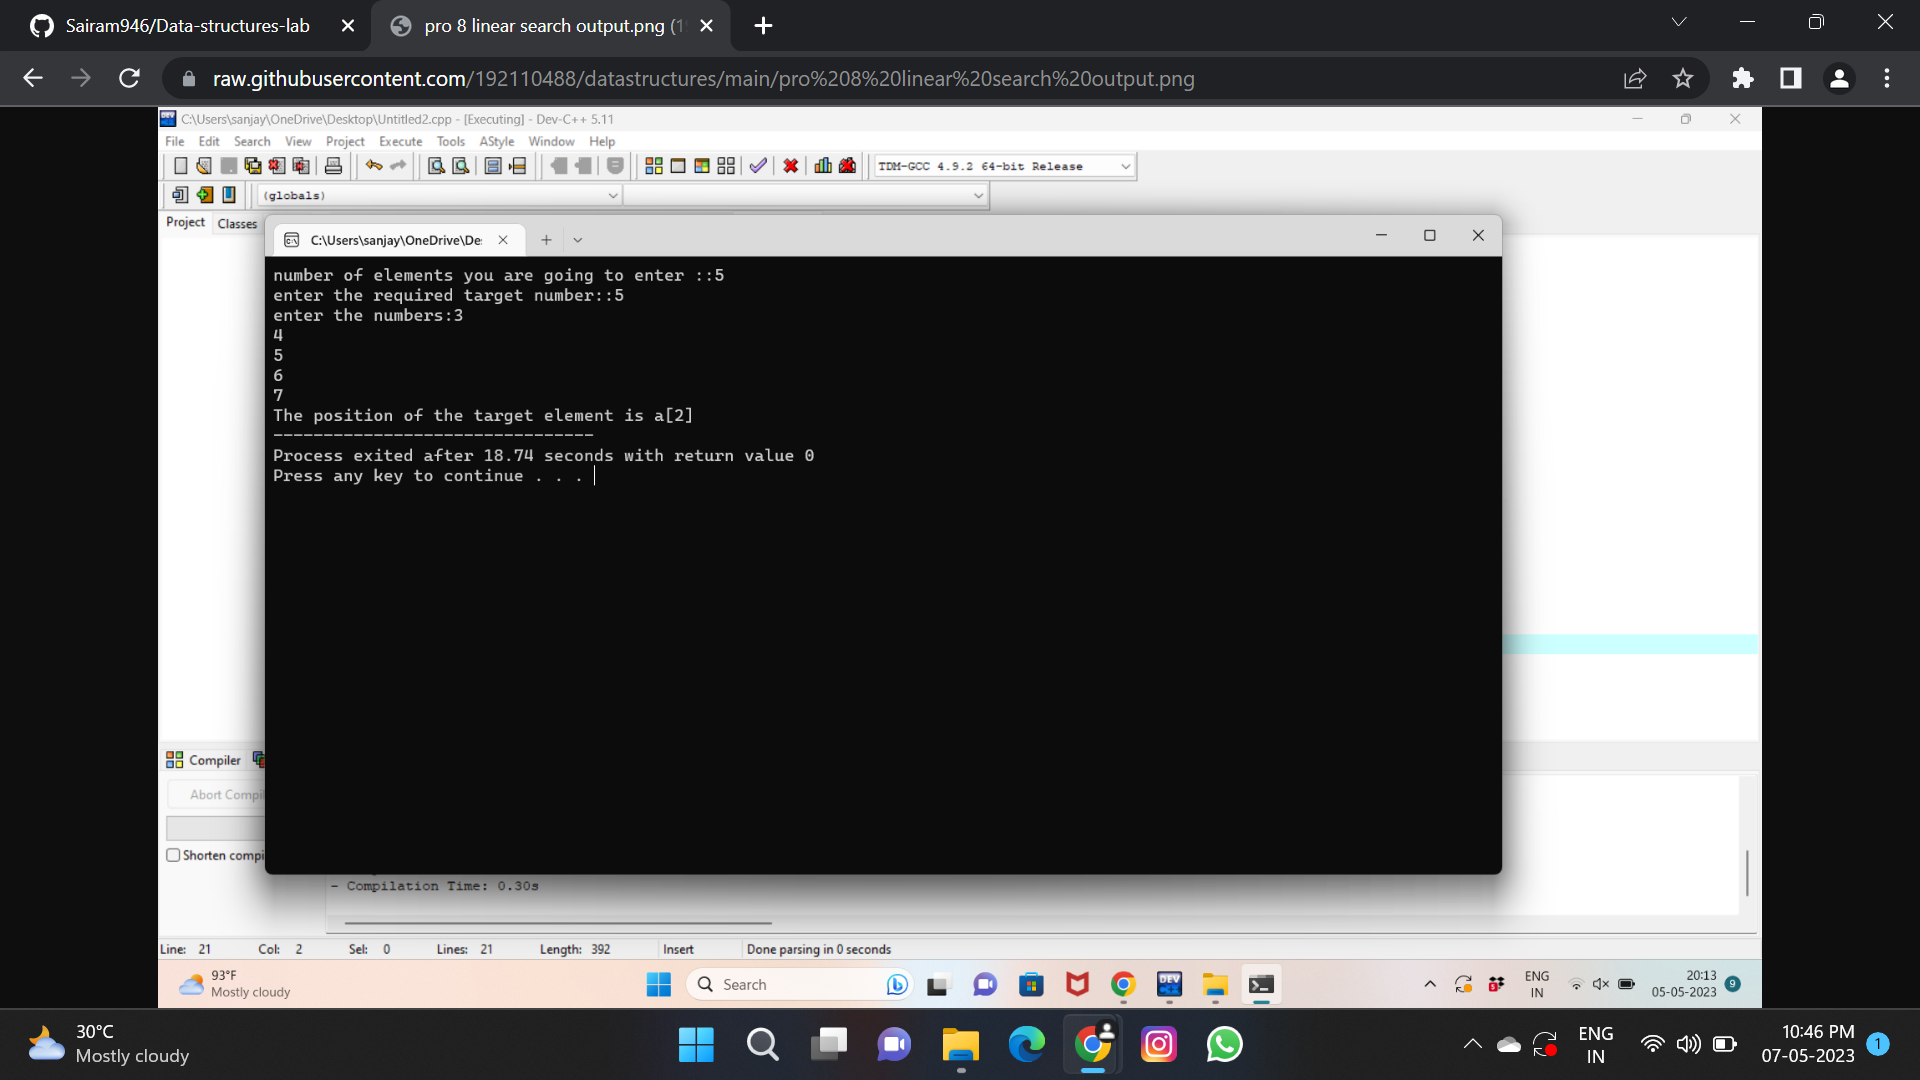 Sairam946/Data-structures-lab
pro 8 linear search output.png (1
raw.githubusercontent.com/192110488/datastructures/main/pro%208%20linear%20search%20output.png
C:\Users\sanjay\OneDrive\Desktop\Untitled2.cpp - [Executing] - Dev-C++ 5.11
File Edit Search View Project Execute Tools AStyle Window Help
TDM-GCC 4.9.2 64-bit Release
(globals)
Project Classes
C:\Users\sanjay\OneDrive\De:
number of elements you are going to enter ::5
enter the required target number::5
enter the numbers:3
4
5
6
7
The position of the target element is a[2]
--------------------------------
Process exited after 18.74 seconds with return value 0
Press any key to continue . . .
Compiler
Abort Compil
Shorten compi
- Compilation Time: 0.30s
Line: 21 Col: 2 Sel: 0 Lines: 21 Length: 392 Insert Done parsing in 0 seconds
93°F
Mostly cloudy
Search
DEV
ENG
IN
20:13
05-05-2023
9
30°C
Mostly cloudy
ENG
IN
10:46 PM
07-05-2023
1